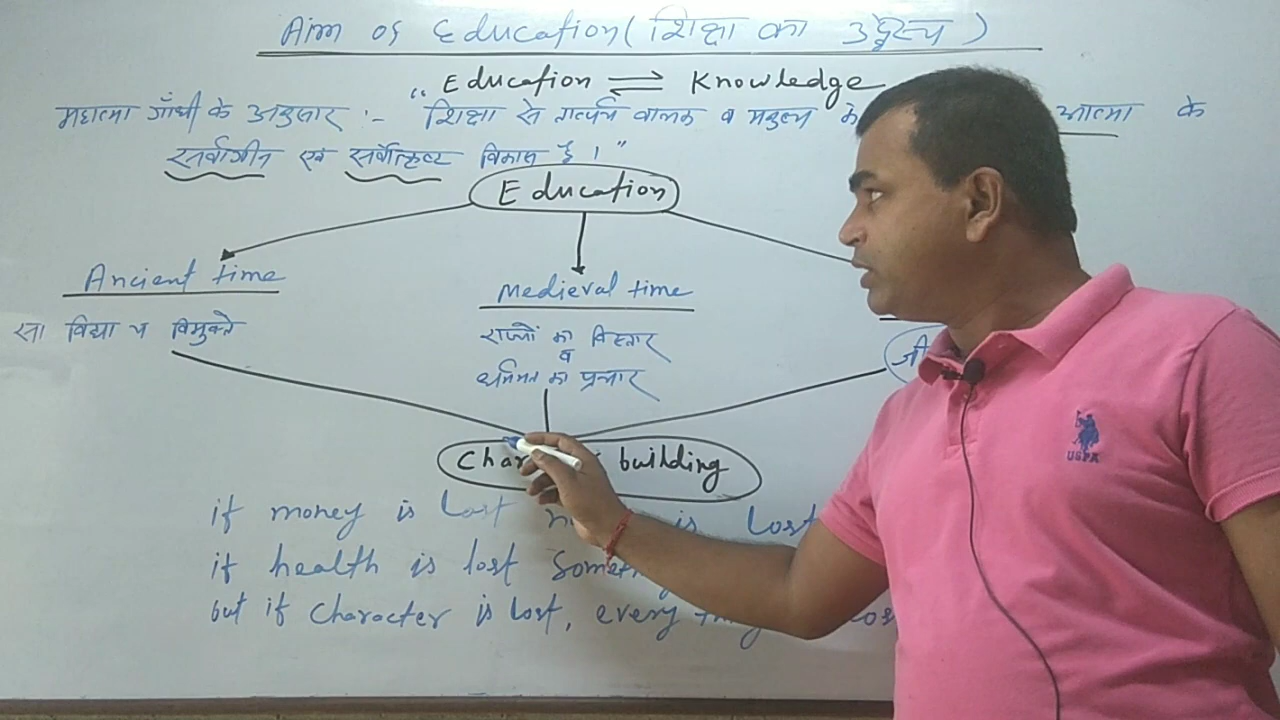 Aim of Education (शिक्षा का उद्देश्य)
Education ⇌ Knowledge
महात्मा गाँधी के अनुसार :- "शिक्षा से तात्पर्य बालक व मनुष्य के आत्मा के
सर्वांगीन एवं सर्वोत्कृष्ट विकास है।"
Education
Ancient time
Medieval time
सा विद्या य विमुक्ते
राज्यों का विस्तार
व
धर्म का प्रचार
जी
building
if money is lost is lost
if health is lost
but if character is lost, every
USPA